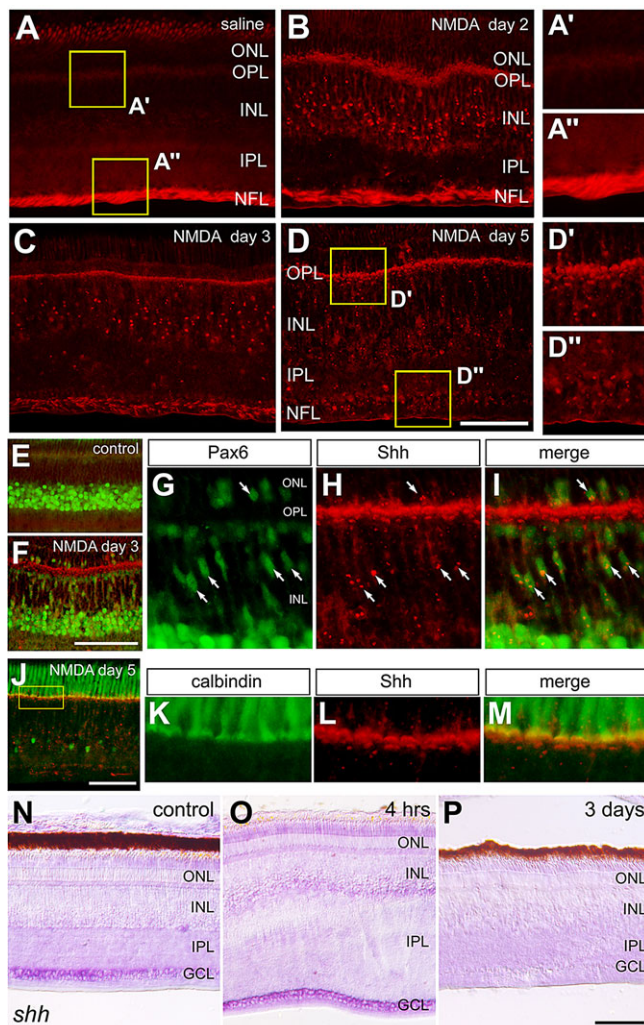 A saline
ONL
OPL
A'
INL
A"
IPL
NFL
B NMDA day 2
ONL
OPL
INL
IPL
NFL
A'
A"
C NMDA day 3
D NMDA day 5
OPL
D'
INL
IPL
D"
NFL
D'
D"
E control
F NMDA day 3
Pax6 Shh merge
G ONL
OPL
INL
H
I
J NMDA day 5
calbindin Shh merge
K L M
N control
ONL
INL
IPL
GCL
shh
O 4 hrs
ONL
INL
IPL
GCL
P 3 days
ONL
INL
IPL
GCL